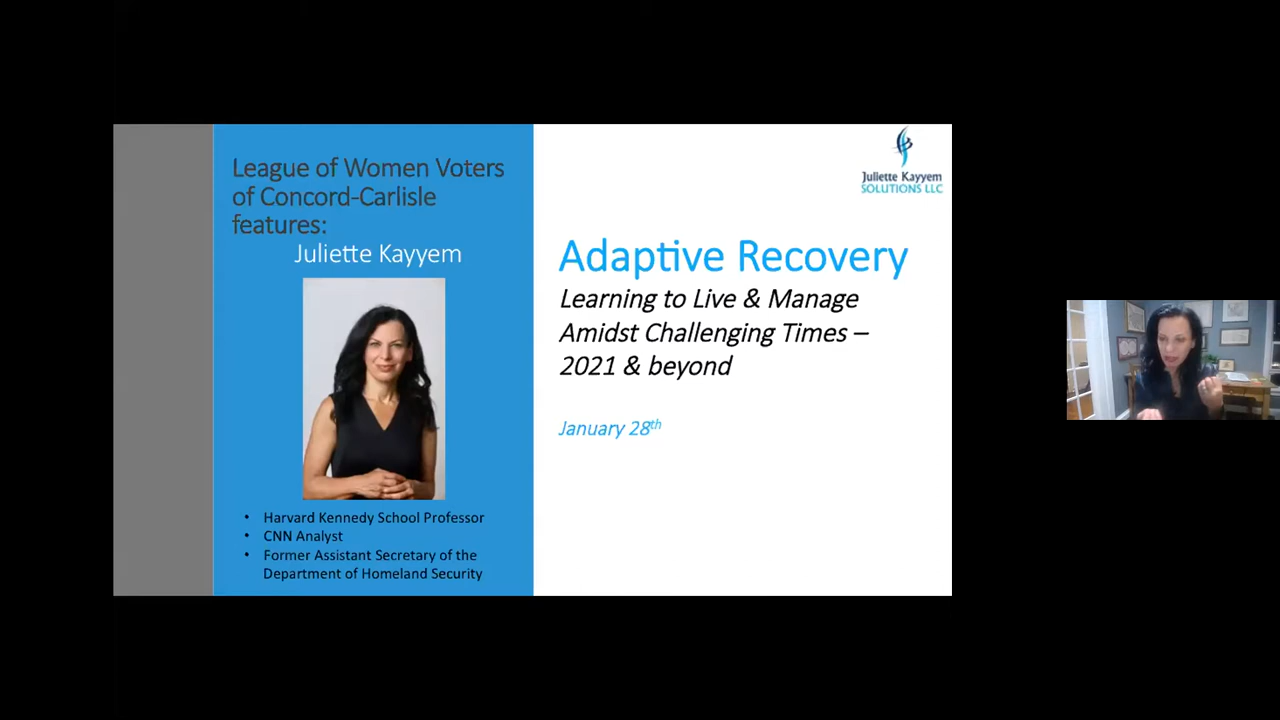 League of Women Voters
of Concord-Carlisle
features:
Juliette Kayyem
• Harvard Kennedy School Professor
• CNN Analyst
• Former Assistant Secretary of the
Department of Homeland Security
Juliette Kayyem
SOLUTIONS LLC
Adaptive Recovery
Learning to Live & Manage
Amidst Challenging Times –
2021 & beyond
January 28th